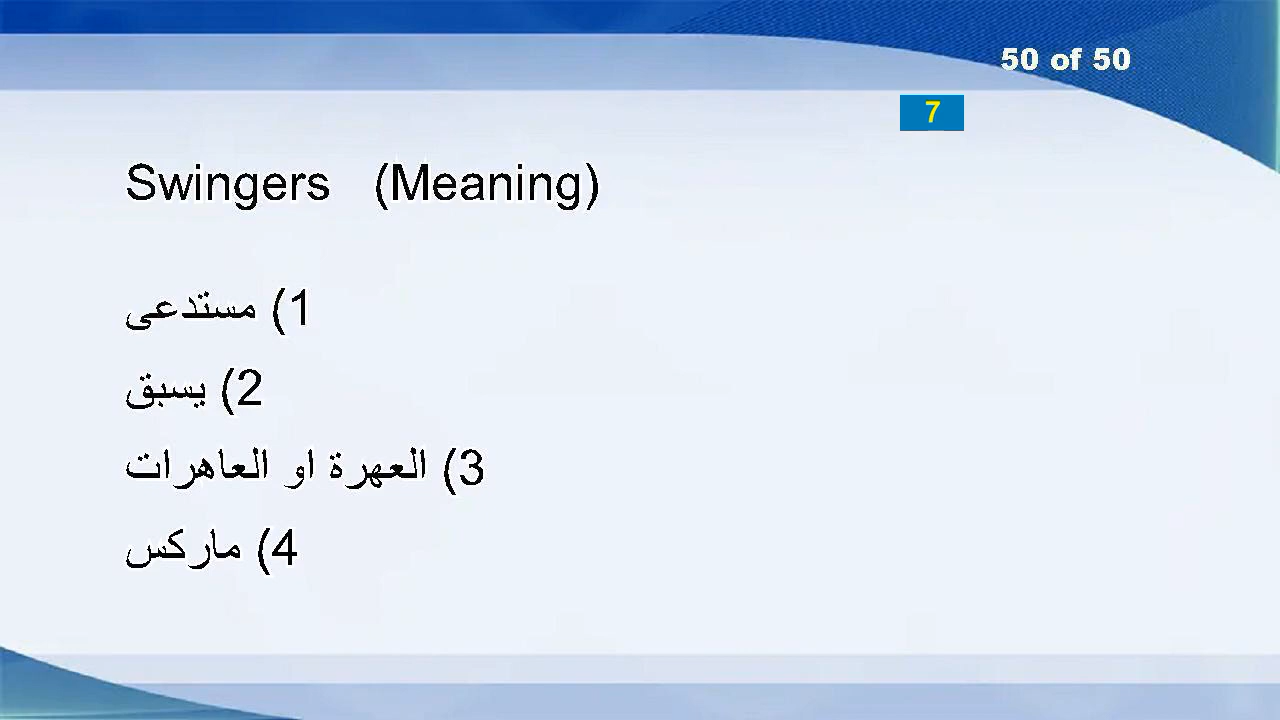 50 of 50
7
Swingers (Meaning)
1) مستدعى
2) يسبق
3) العهرة او العاهرات
4) ماركس